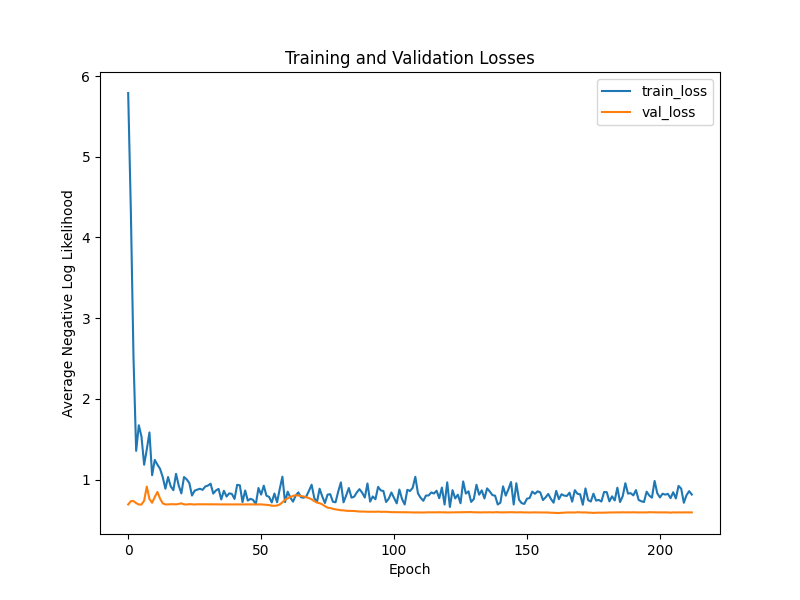 Training and Validation Losses
train_loss
val_loss
Average Negative Log Likelihood
6
5
4
3
2
1
0
50
100
150
200
Epoch